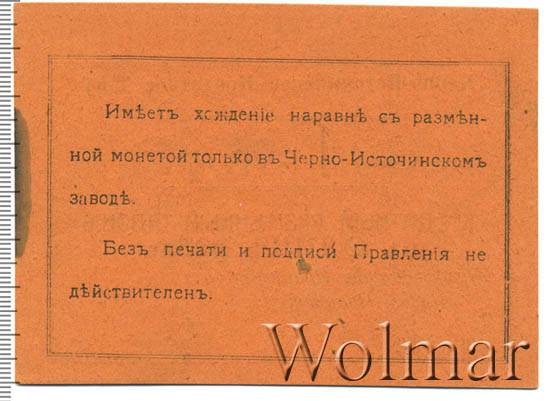 Имѣетъ хожденіе наравнѣ съ размѣн-
ной монетой только въ Черно-Источинскомъ
заводѣ.
Безъ печати и подписи Правленія не
дѣйствителенъ.
Wolmar